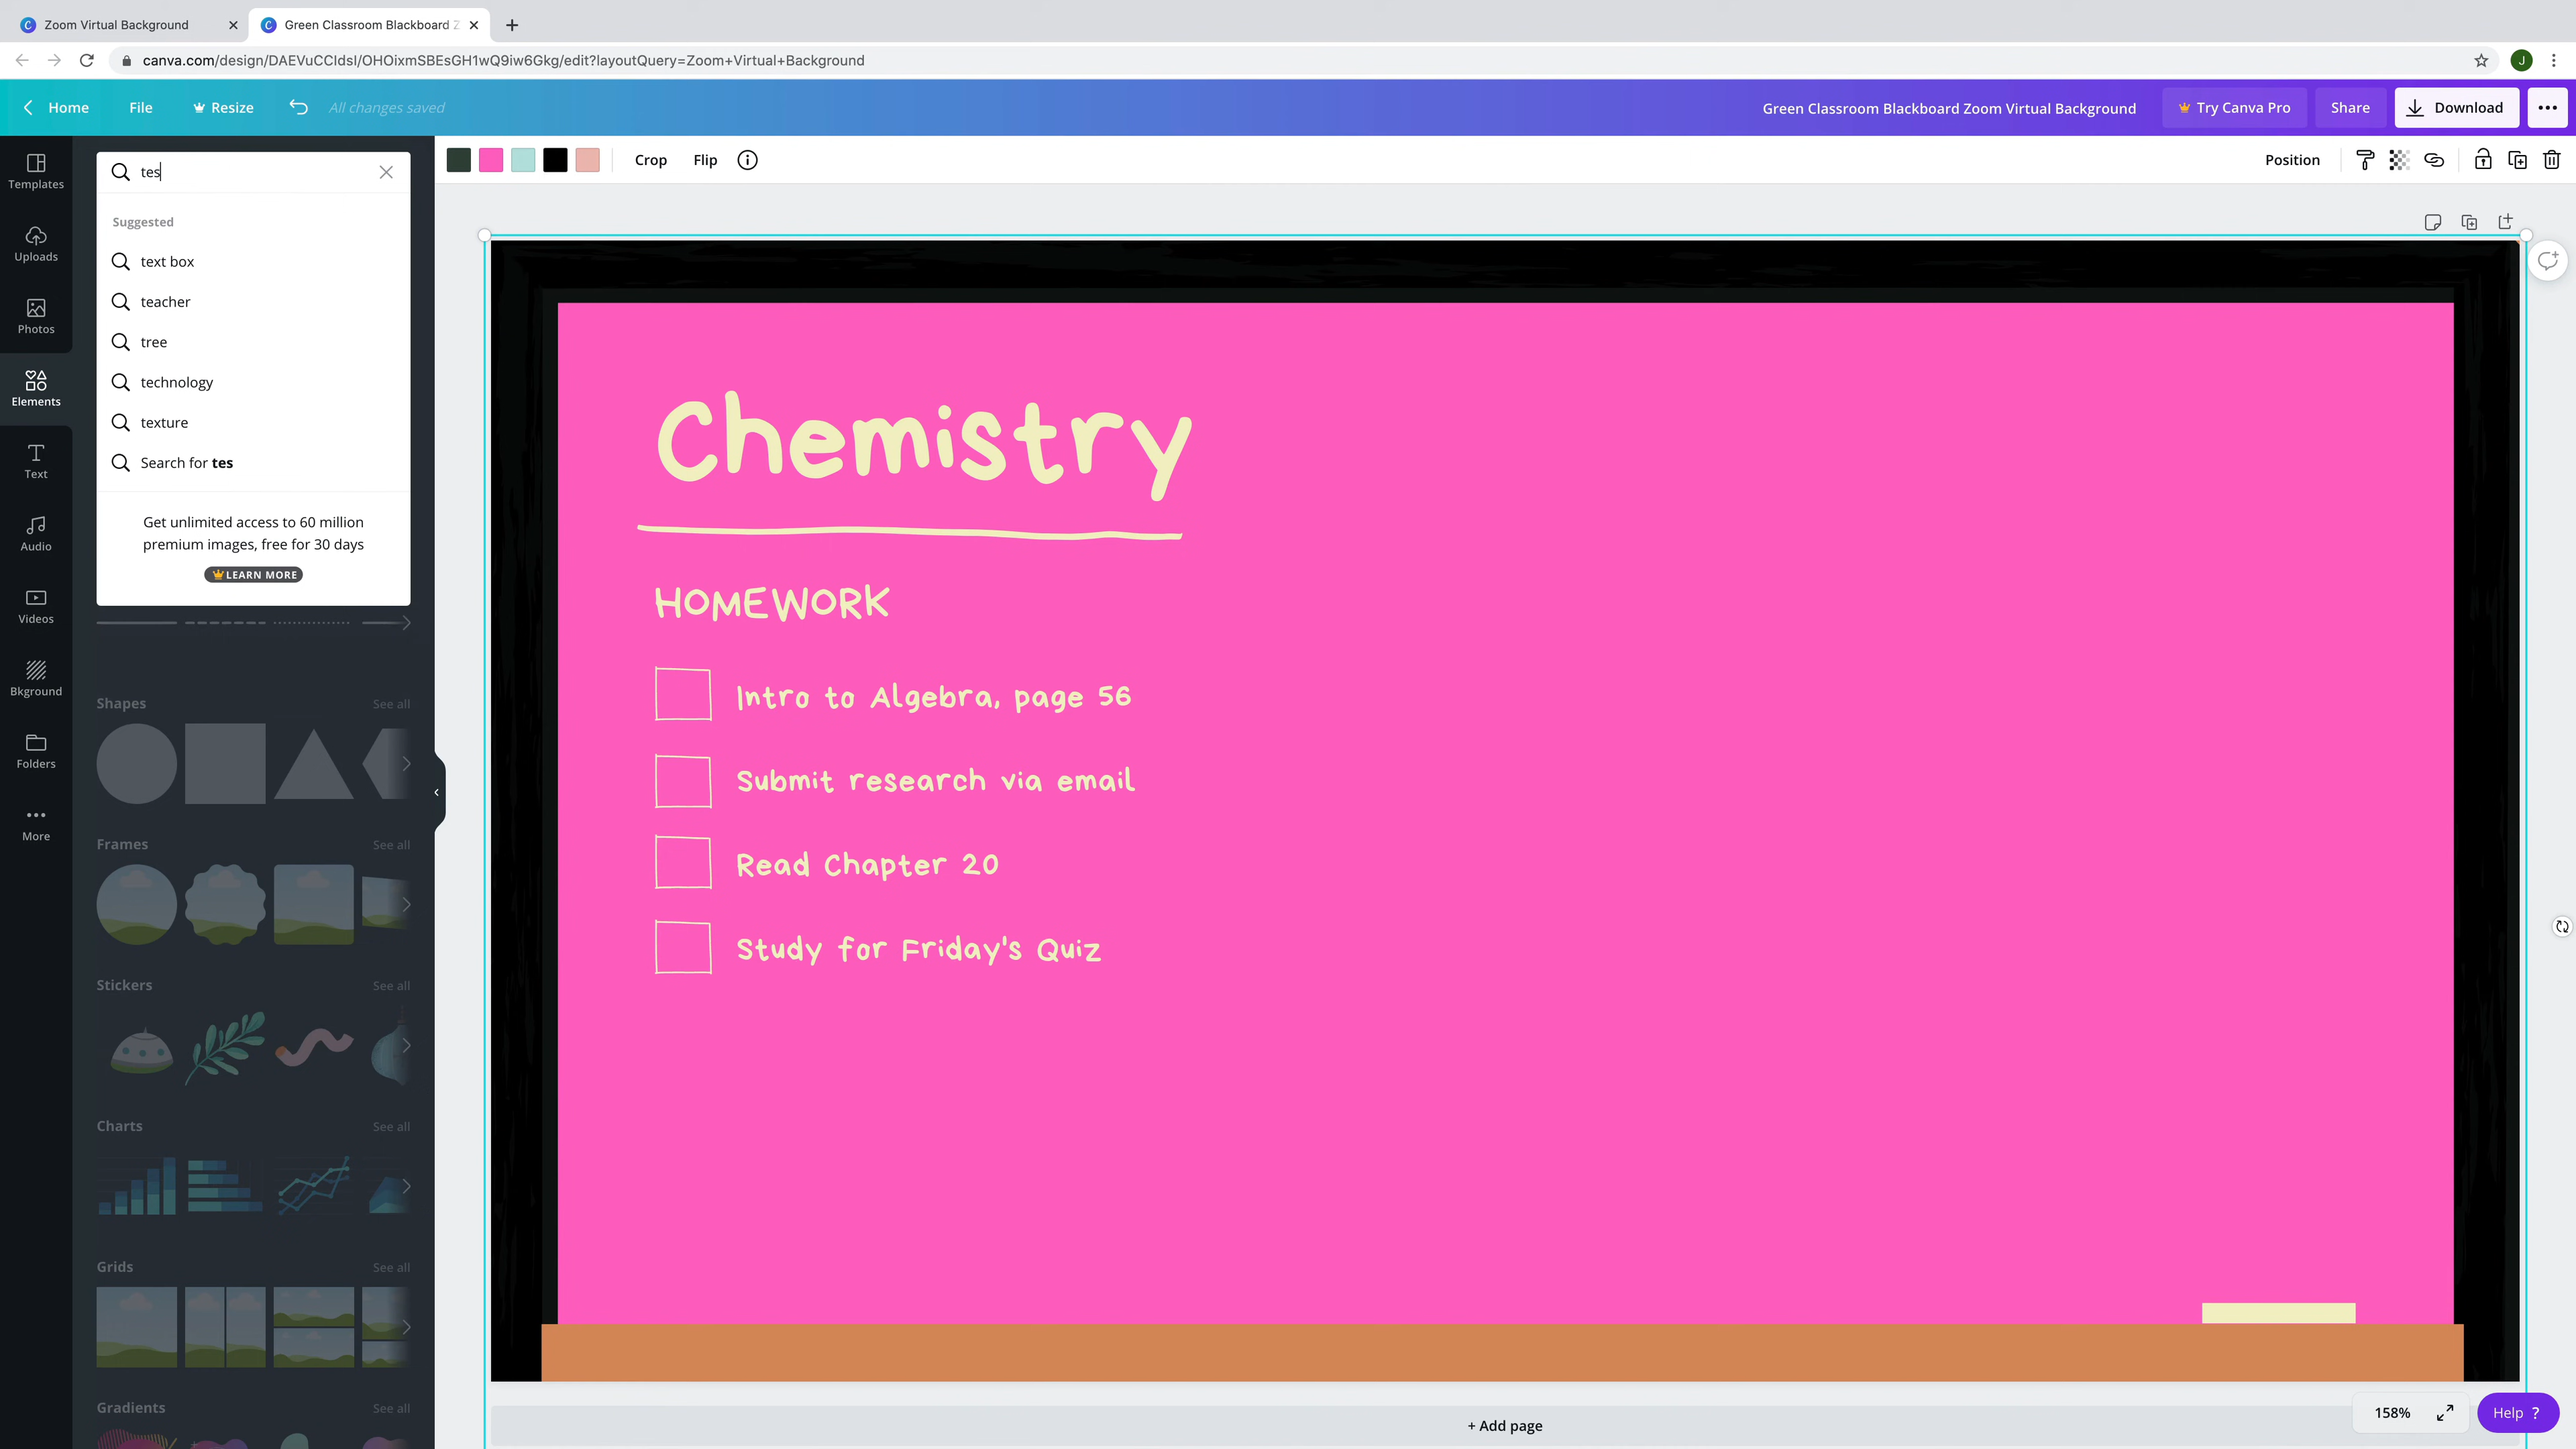 Zoom Virtual Background
Green Classroom Blackboard Z
canva.com/design/DAEVuCCIdsI/OHOixmSBEsGH1wQ9iw6Gkg/edit?layoutQuery=Zoom+Virtual+Background
J
Home
File
Resize
All changes saved
Green Classroom Blackboard Zoom Virtual Background
Try Canva Pro
Share
Download
Templates
Uploads
Photos
Elements
Text
Audio
Videos
Bkground
Folders
More
tes
Suggested
text box
teacher
tree
technology
texture
Search for tes
Get unlimited access to 60 million
premium images, free for 30 days
LEARN MORE
Shapes See all
Frames See all
Stickers See all
Charts See all
Grids See all
Gradients See all
Crop
Flip
Position
Chemistry
HOMEWORK
Intro to Algebra, page 56
Submit research via email
Read Chapter 20
Study for Friday's Quiz
+ Add page
158%
Help ?